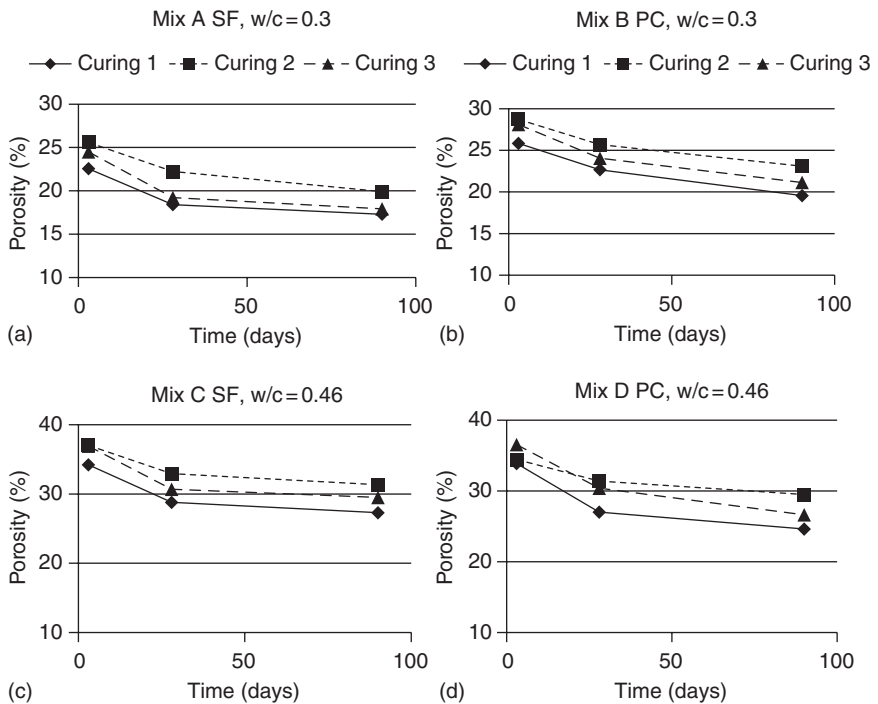 Mix A SF, w/c=0.3
Curing 1 Curing 2 Curing 3
30
25
20
15
10
Porosity (%)
0 50 100
Time (days)
(a)
Mix B PC, w/c=0.3
Curing 1 Curing 2 Curing 3
30
25
20
15
10
Porosity (%)
0 50 100
Time (days)
(b)
Mix C SF, w/c=0.46
40
30
20
10
Porosity (%)
0 50 100
Time (days)
(c)
Mix D PC, w/c=0.46
40
30
20
10
Porosity (%)
0 50 100
Time (days)
(d)